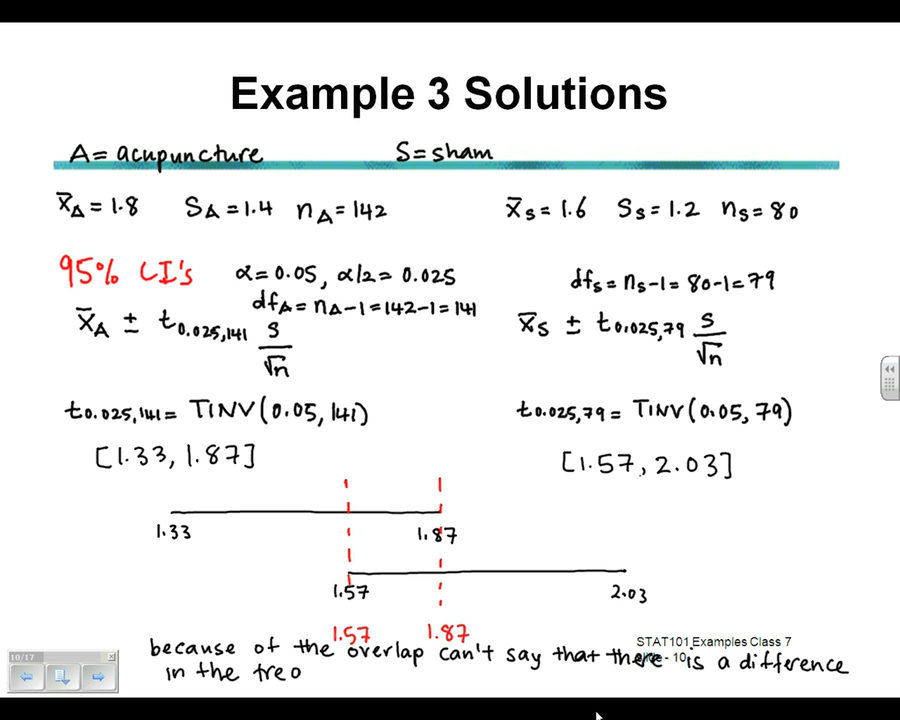 Example 3 Solutions
A = acupuncture S = sham
x̄A = 1.8 SA = 1.4 nA = 142 x̄S = 1.6 SS = 1.2 nS = 80
95% CI's α = 0.05, α/2 = 0.025
dfA = nA - 1 = 142 - 1 = 141 dfS = nS - 1 = 80 - 1 = 79
x̄A ± t0.025,141 s/√n x̄S ± t0.025,79 s/√n
t0.025,141 = TINV(0.05, 141) t0.025,79 = TINV(0.05, 79)
[1.33, 1.87] [1.57, 2.03]
1.33 1.87
1.57 2.03
1.57 1.87
STAT101 Examples Class 7
slide - 10
because of the overlap can't say that there is a difference
in the treo
10/17